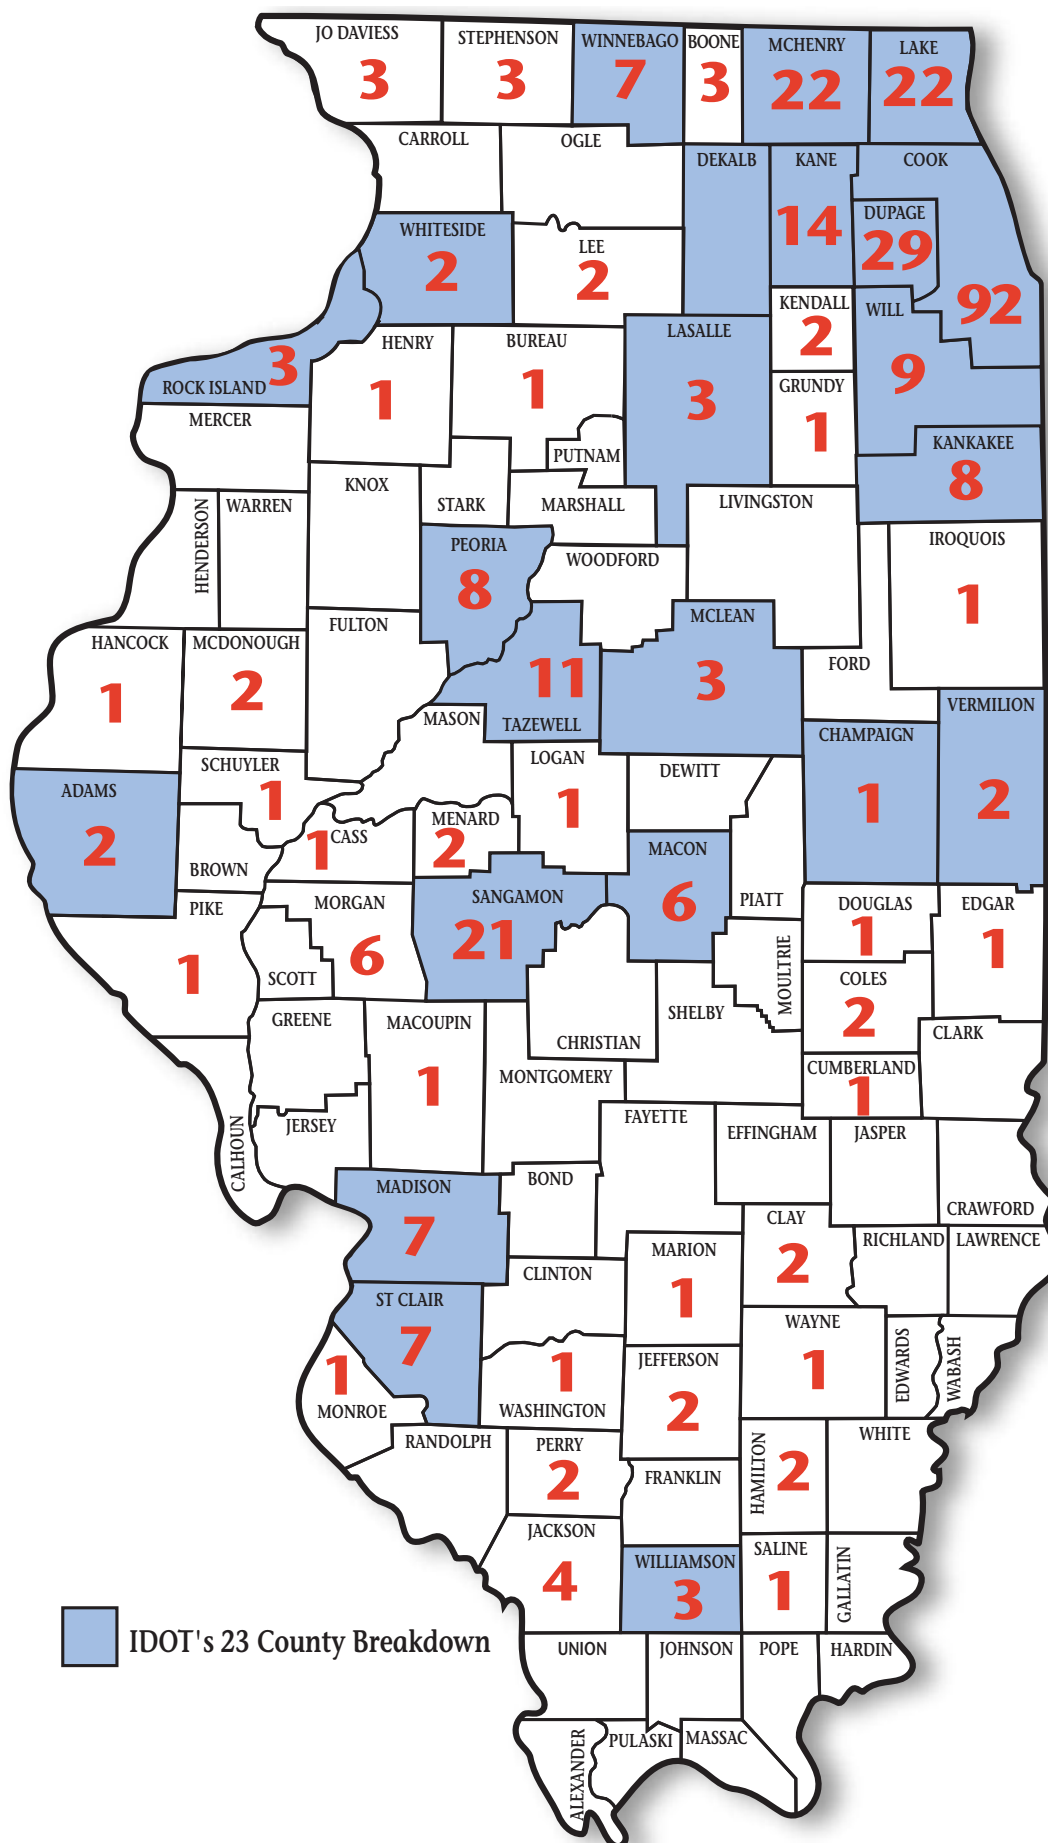 JO DAVIESS
3
STEPHENSON
3
WINNEBAGO
7
BOONE
3
MCHENRY
22
LAKE
22
CARROLL
OGLE
DEKALB
KANE
14
COOK
92
DUPAGE
29
WHITESIDE
2
LEE
2
KENDALL
2
WILL
9
ROCK ISLAND
3
HENRY
1
BUREAU
1
LASALLE
3
GRUNDY
1
MERCER
PUTNAM
KANKAKEE
8
HENDERSON
WARREN
KNOX
STARK
MARSHALL
LIVINGSTON
IROQUOIS
1
PEORIA
8
WOODFORD
MCLEAN
3
FORD
HANCOCK
1
MCDONOUGH
2
FULTON
11
TAZEWELL
MASON
VERMILION
2
CHAMPAIGN
1
SCHUYLER
1
LOGAN
1
DEWITT
ADAMS
2
CASS
1
MENARD
2
BROWN
MACON
6
PIATT
PIKE
1
MORGAN
6
SANGAMON
21
DOUGLAS
1
EDGAR
1
SCOTT
MOULTRIE
COLES
2
GREENE
MACOUPIN
1
CHRISTIAN
SHELBY
CLARK
MONTGOMERY
CUMBERLAND
1
CALHOUN
JERSEY
FAYETTE
EFFINGHAM
JASPER
BOND
MADISON
7
CRAWFORD
CLAY
2
RICHLAND
LAWRENCE
MARION
1
CLINTON
ST CLAIR
7
WAYNE
1
EDWARDS
WABASH
MONROE
1
WASHINGTON
1
JEFFERSON
2
RANDOLPH
PERRY
2
HAMILTON
2
WHITE
FRANKLIN
JACKSON
4
WILLIAMSON
3
SALINE
1
GALLATIN
IDOT's 23 County Breakdown
UNION
JOHNSON
POPE
HARDIN
ALEXANDER
PULASKI
MASSAC